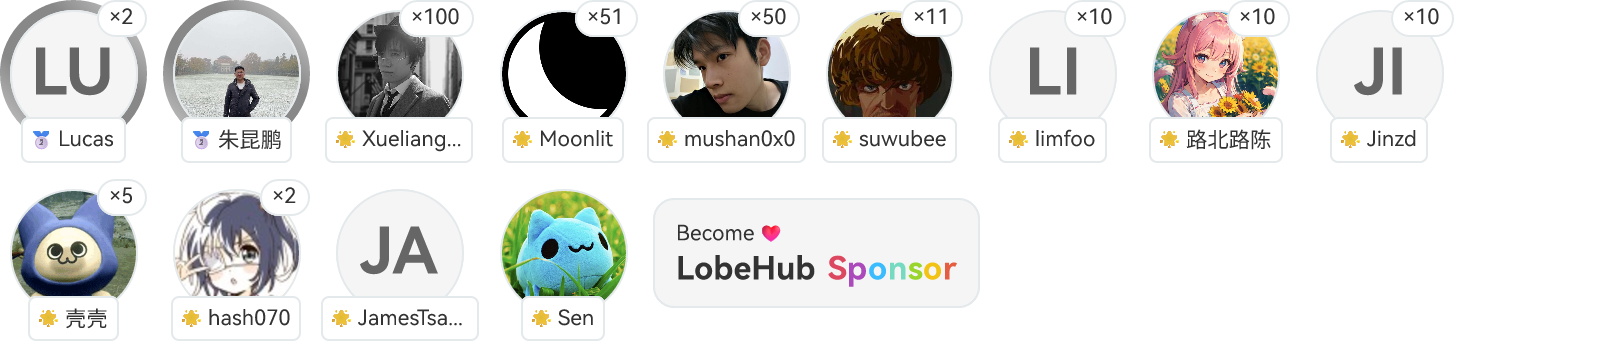 ×2
×100
×51
×50
×11
×10
×10
×10
LU
LI
JI
Lucas
朱昆鹏
Xueliang...
Moonlit
mushan0x0
suwubee
limfoo
路北路陈
Jinzd
×5
×2
JA
Become
LobeHub Sponsor
壳壳
hash070
JamesTsa...
Sen